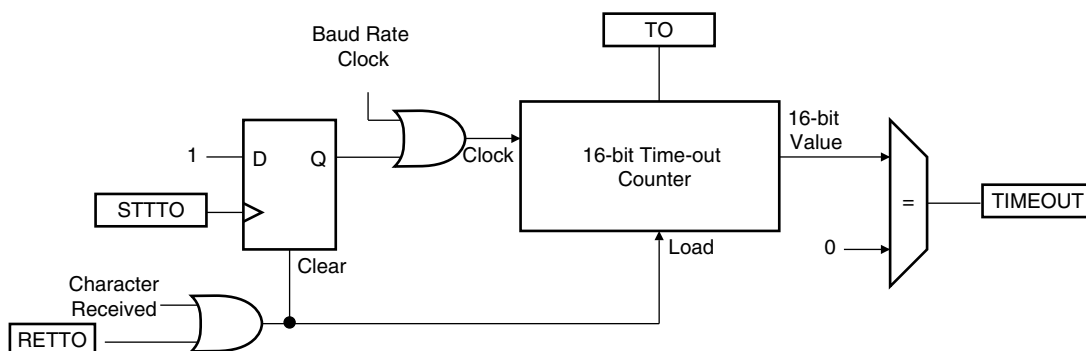 TO
Baud Rate
Clock
1
D
Q
Clock
16-bit Time-out
Counter
16-bit
Value
=
TIMEOUT
STTTO
Clear
Load
0
Character
Received
RETTO